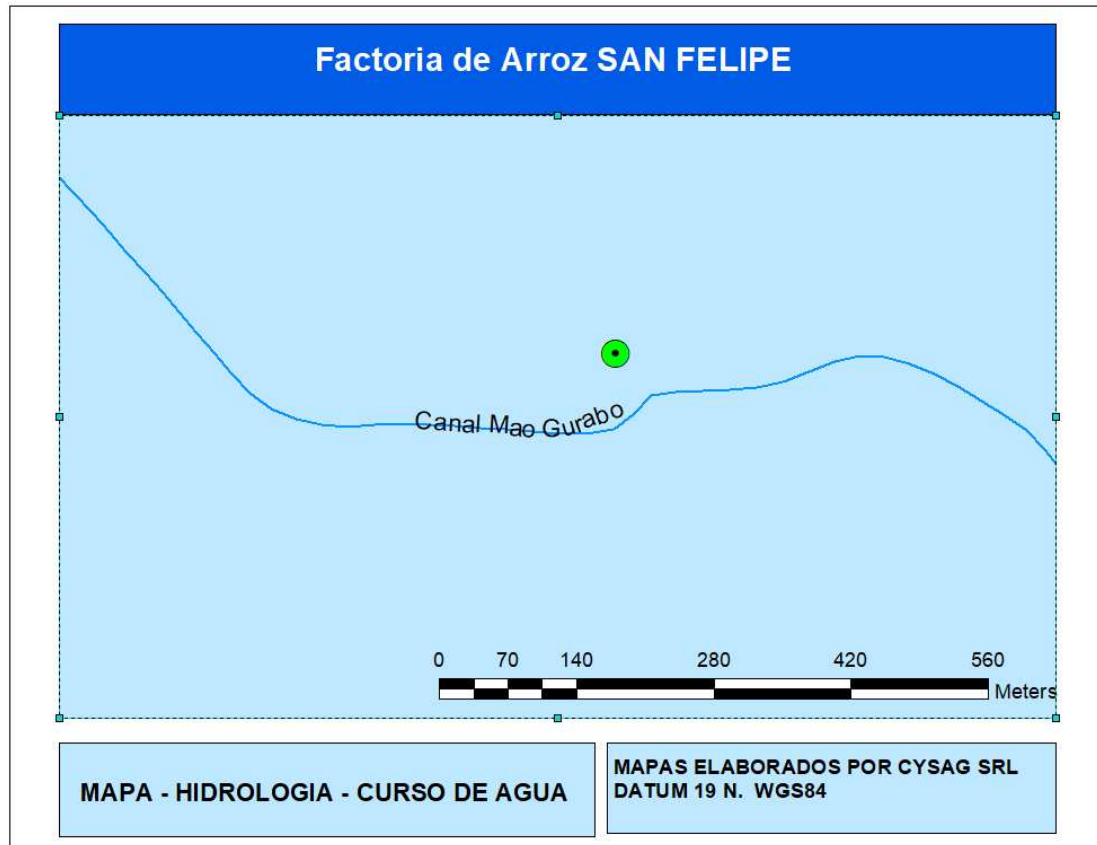 Factoria de Arroz SAN FELIPE
Canal Mao Gurabo
0 70 140 280 420 560
Meters
MAPA - HIDROLOGIA - CURSO DE AGUA
MAPAS ELABORADOS POR CYSAG SRL
DATUM 19 N. WGS84